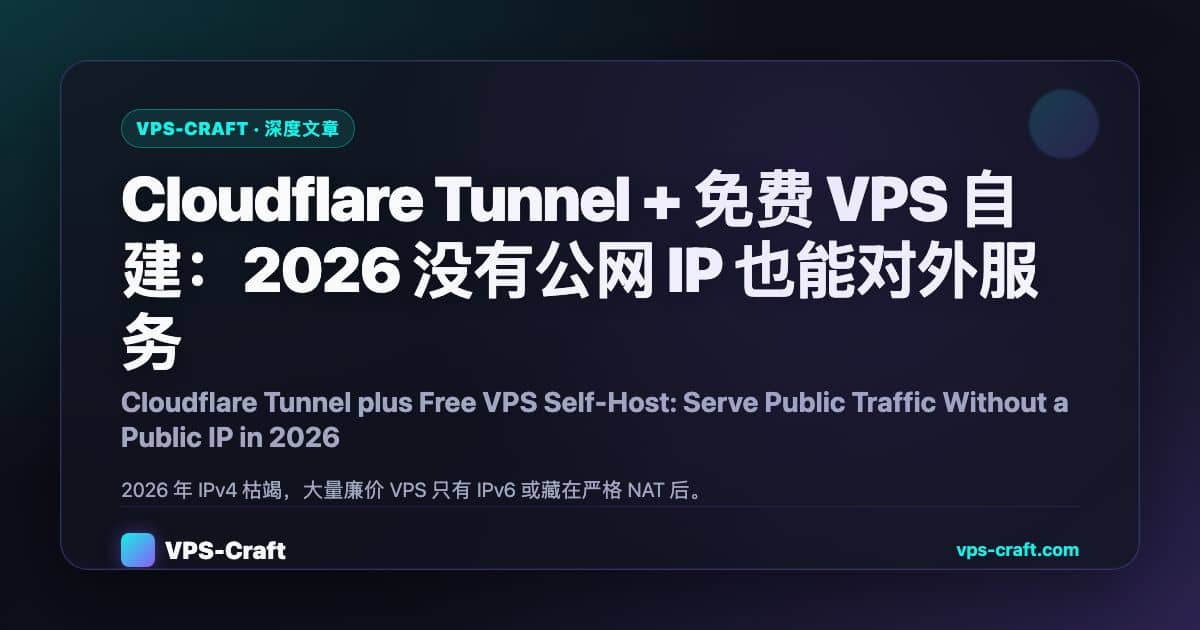 VPS-CRAFT · 深度文章
Cloudflare Tunnel + 免费 VPS 自
建：2026 没有公网 IP 也能对外服
务
Cloudflare Tunnel plus Free VPS Self-Host: Serve Public Traffic Without a
Public IP in 2026
2026 年 IPv4 枯竭，大量廉价 VPS 只有 IPv6 或藏在严格 NAT 后。
VPS-Craft
vps-craft.com